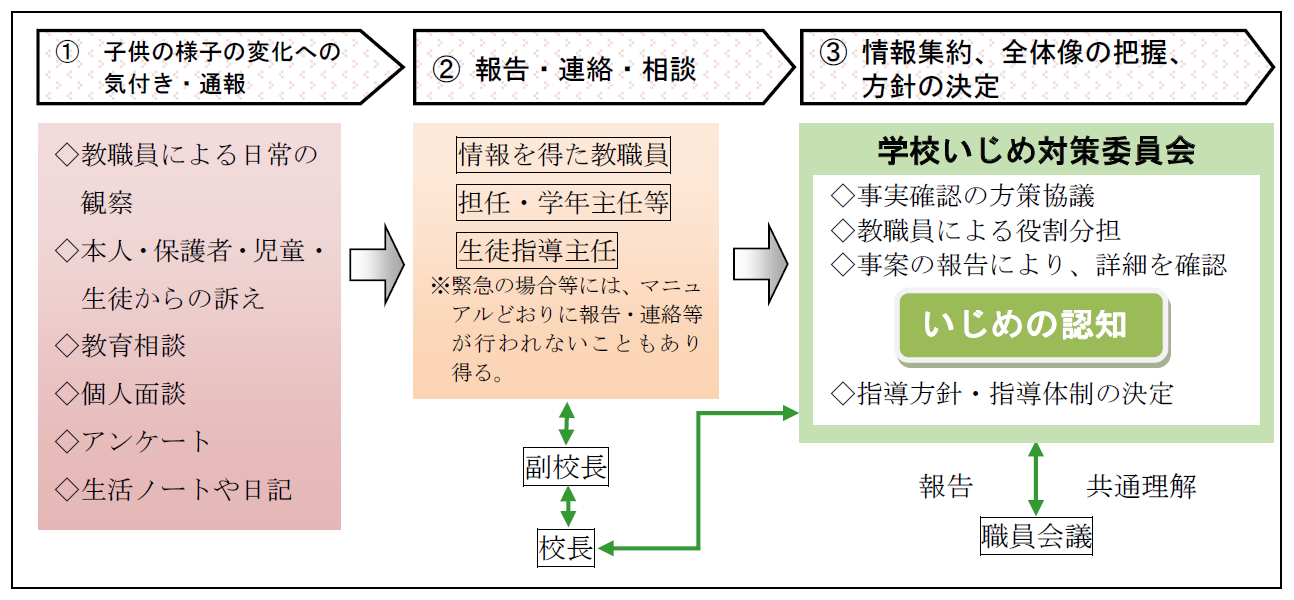 ① 子供の様子の変化への
気付き・通報
② 報告・連絡・相談
③ 情報集約、全体像の把握、
方針の決定
◇教職員による日常の
観察
◇本人・保護者・児童・
生徒からの訴え
◇教育相談
◇個人面談
◇アンケート
◇生活ノートや日記
情報を得た教職員
担任・学年主任等
生徒指導主任
※緊急の場合等には、マニュ
アルどおりに報告・連絡等
が行われないこともあり
得る。
副校長
校長
学校いじめ対策委員会
◇事実確認の方策協議
◇教職員による役割分担
◇事案の報告により、詳細を確認
いじめの認知
◇指導方針・指導体制の決定
報告
共通理解
職員会議